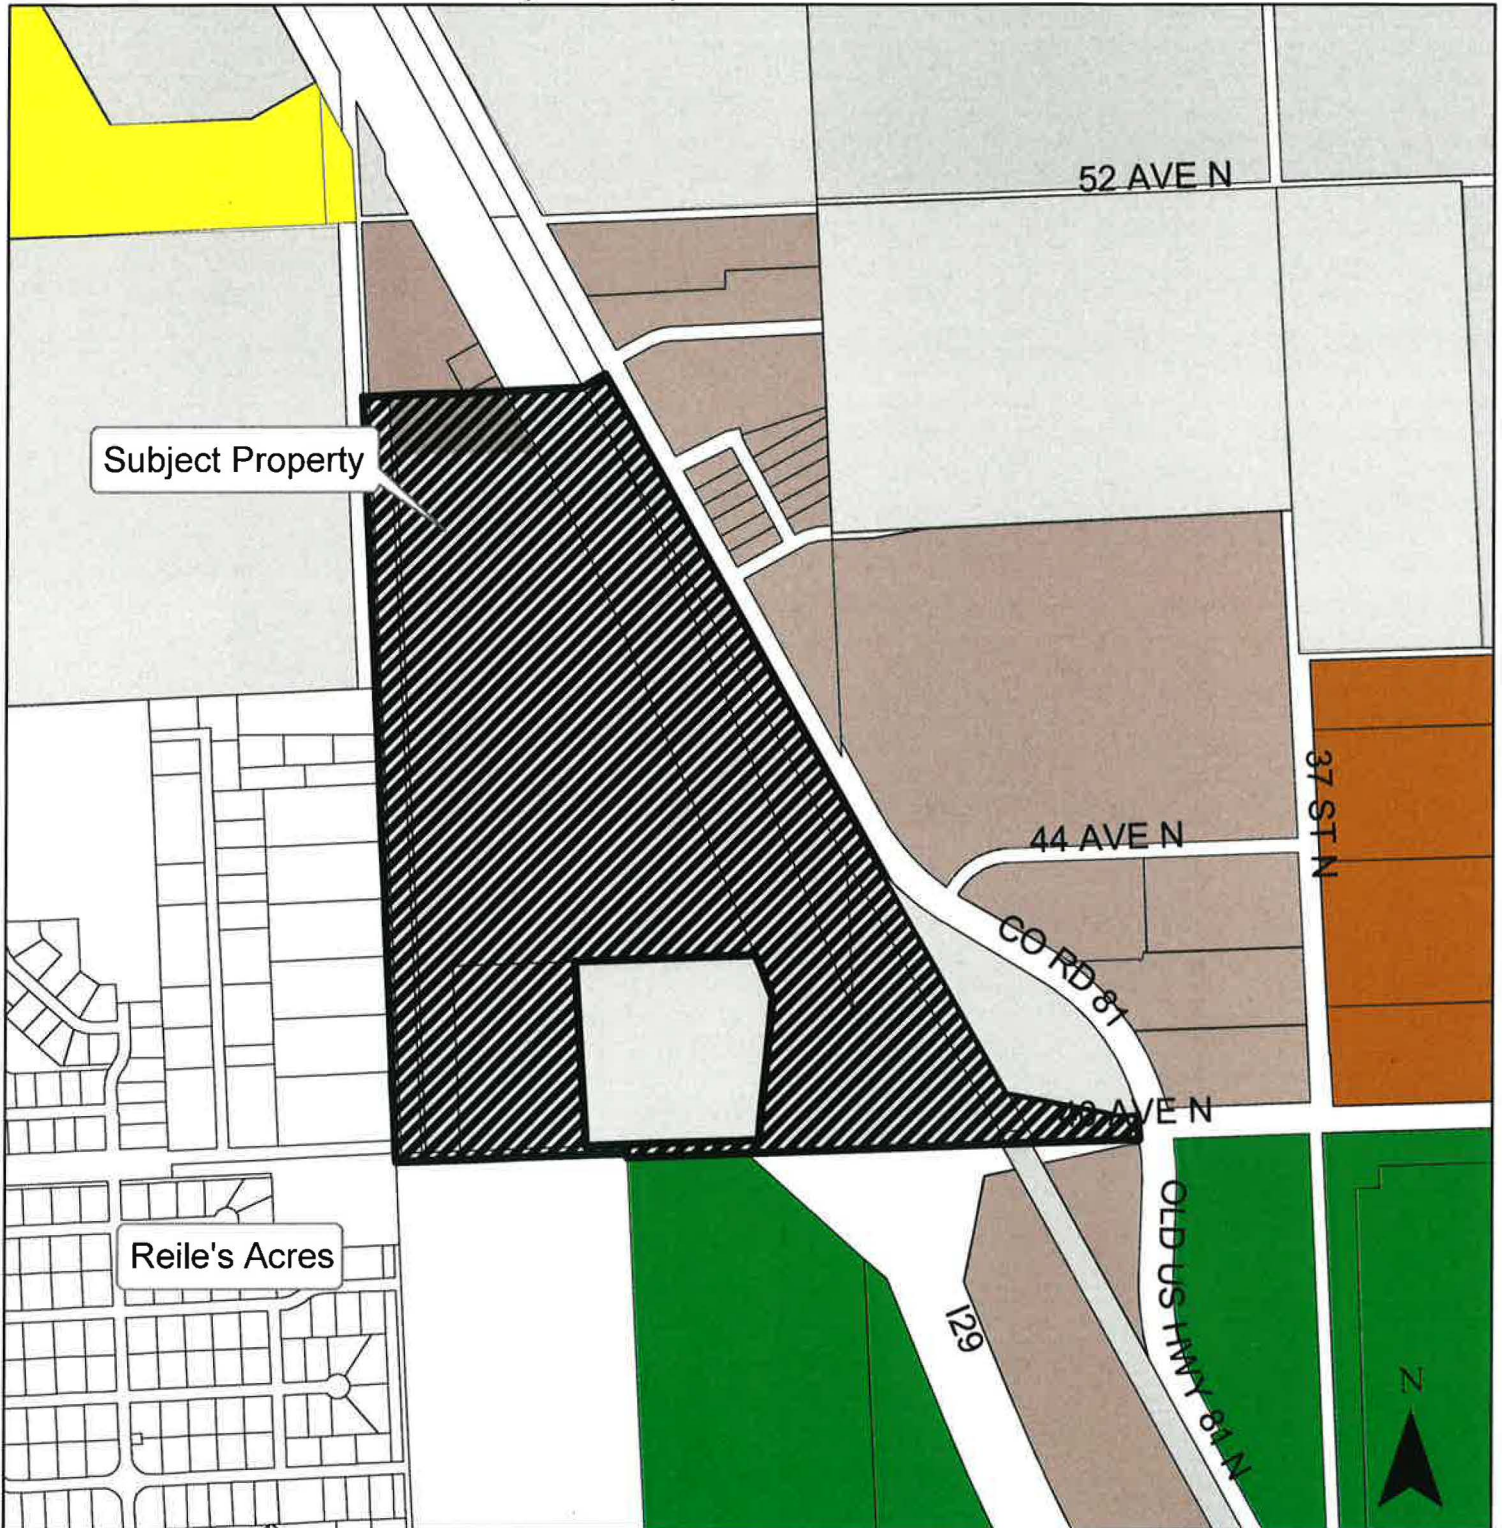 52 AVE N
Subject Property
37 ST N
44 AVE N
CO RD 81
AVE N
Reile's Acres
OLD US HWY 81 N
I29
N